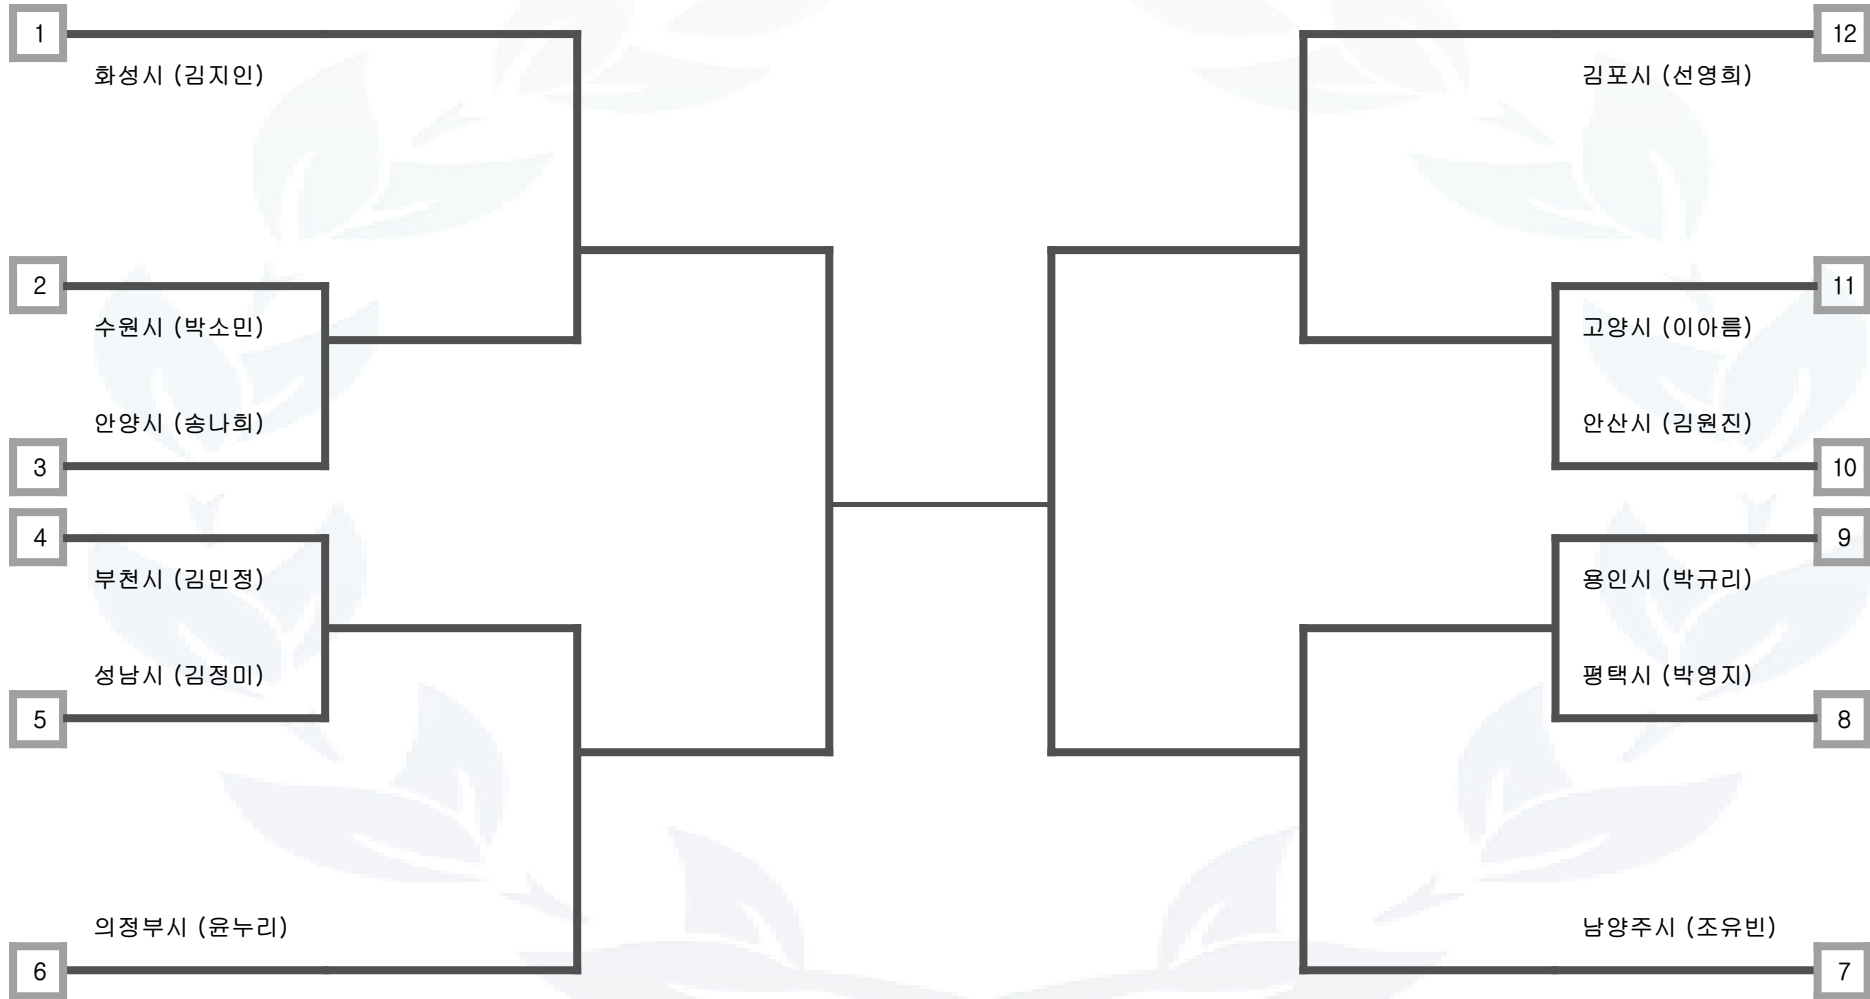 1
화성시 (김지인)
2
수원시 (박소민)
안양시 (송나희)
3
4
부천시 (김민정)
성남시 (김정미)
5
의정부시 (윤누리)
6
12
김포시 (선영희)
11
고양시 (이아름)
안산시 (김원진)
10
9
용인시 (박규리)
평택시 (박영지)
8
남양주시 (조유빈)
7